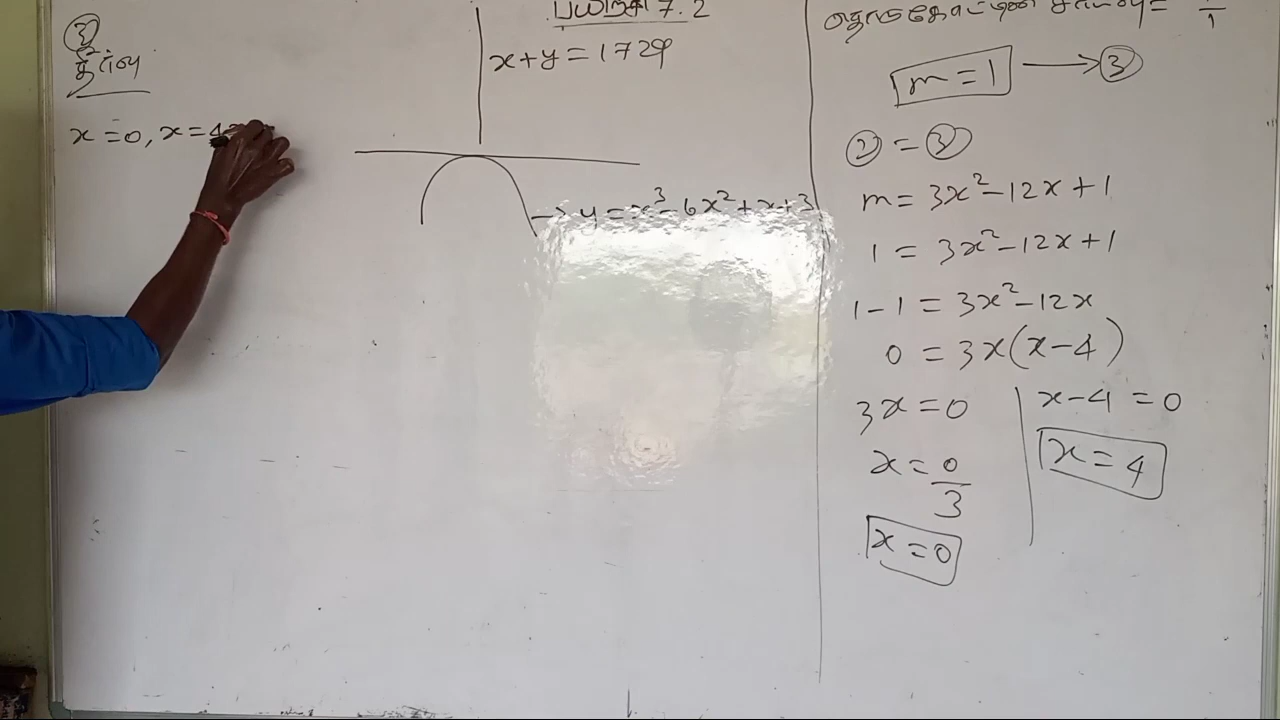 ③
தீர்வு
x = 0, x = 4
பயிற்சி 7.2
x + y = 1729
→ y = x³ - 6x² + x + 3
m = 1 → ③
② = ③
m = 3x² - 12x + 1
1 = 3x² - 12x + 1
1 - 1 = 3x² - 12x
0 = 3x(x - 4)
3x = 0
x = 0/3
x = 0
x - 4 = 0
x = 4